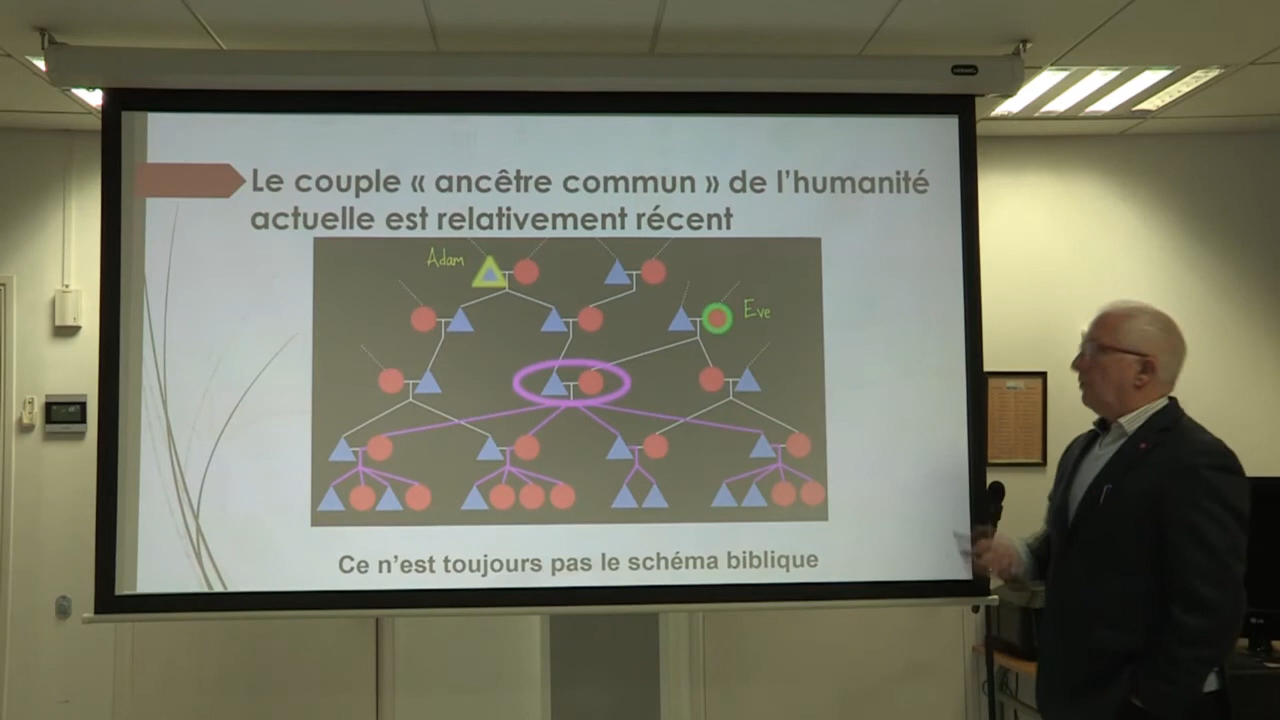 Le couple « ancêtre commun » de l'humanité
actuelle est relativement récent
Adam
Eve
Ce n'est toujours pas le schéma biblique